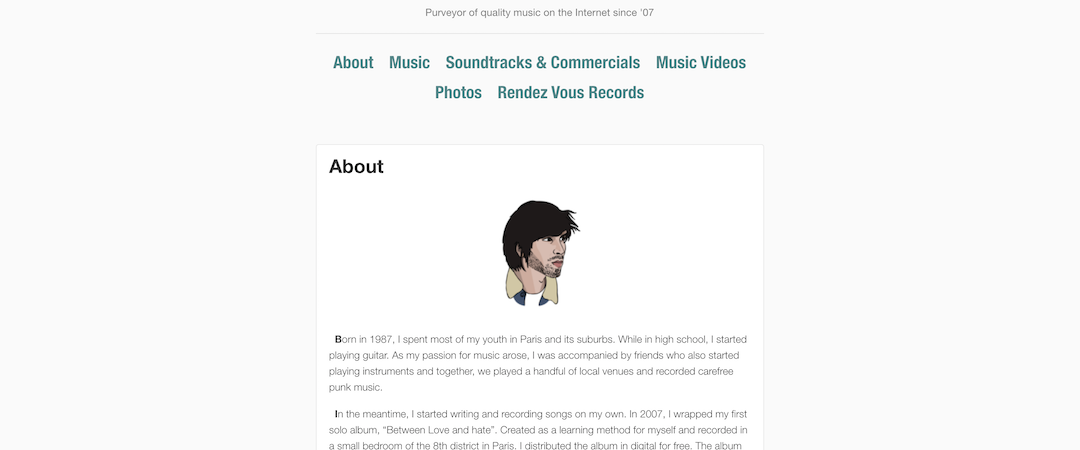 Purveyor of quality music on the Internet since '07
About Music Soundtracks & Commercials Music Videos
Photos Rendez Vous Records
About
Born in 1987, I spent most of my youth in Paris and its suburbs. While in high school, I started
playing guitar. As my passion for music arose, I was accompanied by friends who also started
playing instruments and together, we played a handful of local venues and recorded carefree
punk music.
In the meantime, I started writing and recording songs on my own. In 2007, I wrapped my first
solo album, “Between Love and hate”. Created as a learning method for myself and recorded in
a small bedroom of the 8th district in Paris, I distributed the album in digital for free. The album